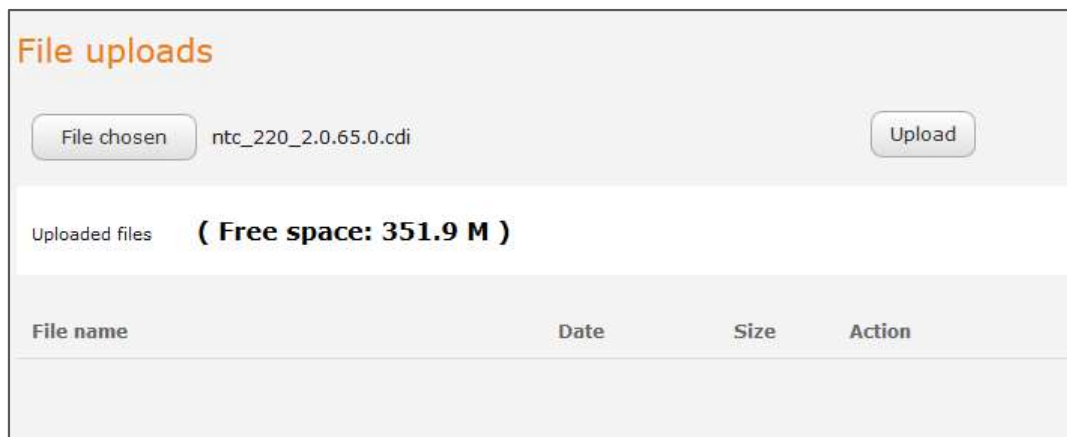 File uploads
File chosen ntc_220_2.0.65.0.cdi Upload
Uploaded files ( Free space: 351.9 M )
File name Date Size Action